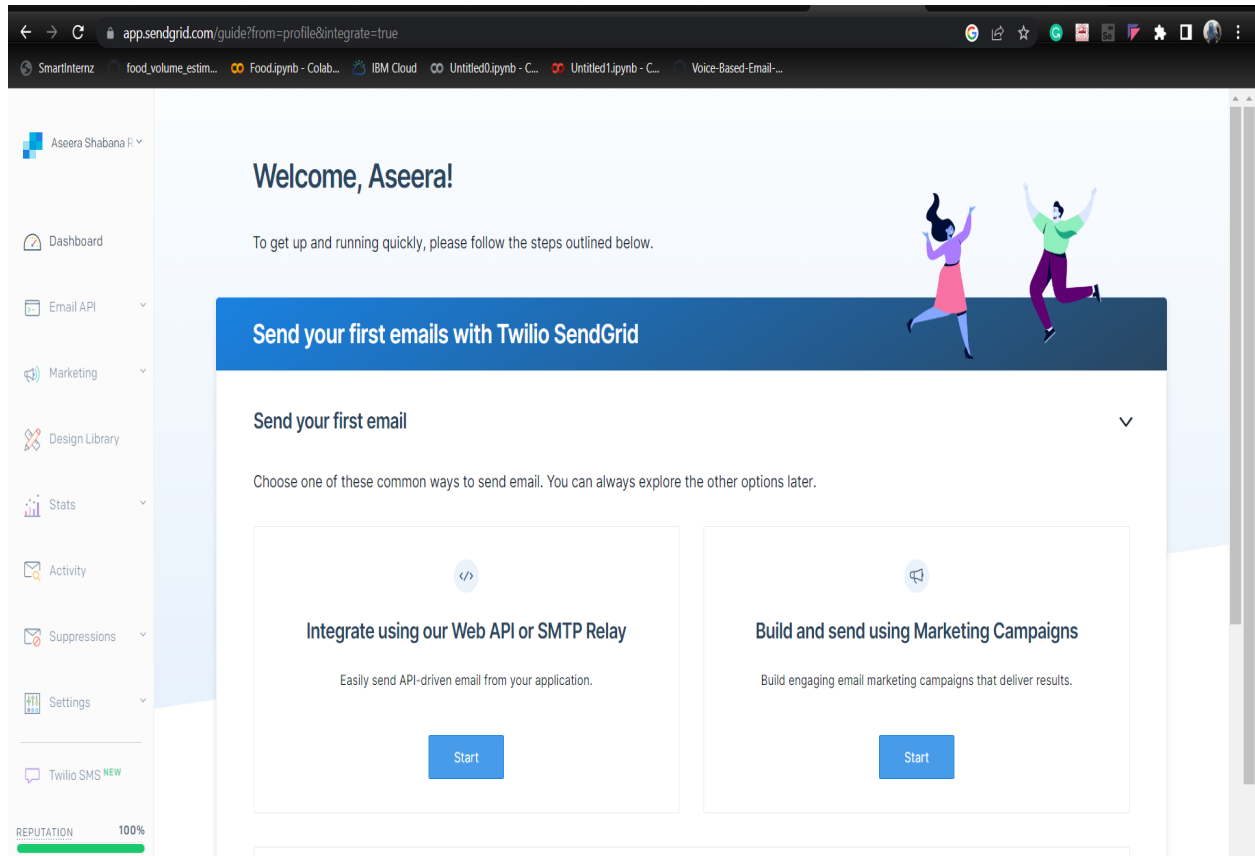 app.sendgrid.com/guide?from=profile&integrate=true
SmartInternz food_volume_estim... Food.ipynb - Colab... IBM Cloud Untitled0.ipynb - C... Untitled1.ipynb - C... Voice-Based-Email-...
Aseera Shabana R
Welcome, Aseera!
To get up and running quickly, please follow the steps outlined below.
Dashboard
Email API
Marketing
Design Library
Stats
Activity
Suppressions
Settings
Twilio SMS NEW
REPUTATION 100%
Send your first emails with Twilio SendGrid
Send your first email
Choose one of these common ways to send email. You can always explore the other options later.
Integrate using our Web API or SMTP Relay
Easily send API-driven email from your application.
Start
Build and send using Marketing Campaigns
Build engaging email marketing campaigns that deliver results.
Start